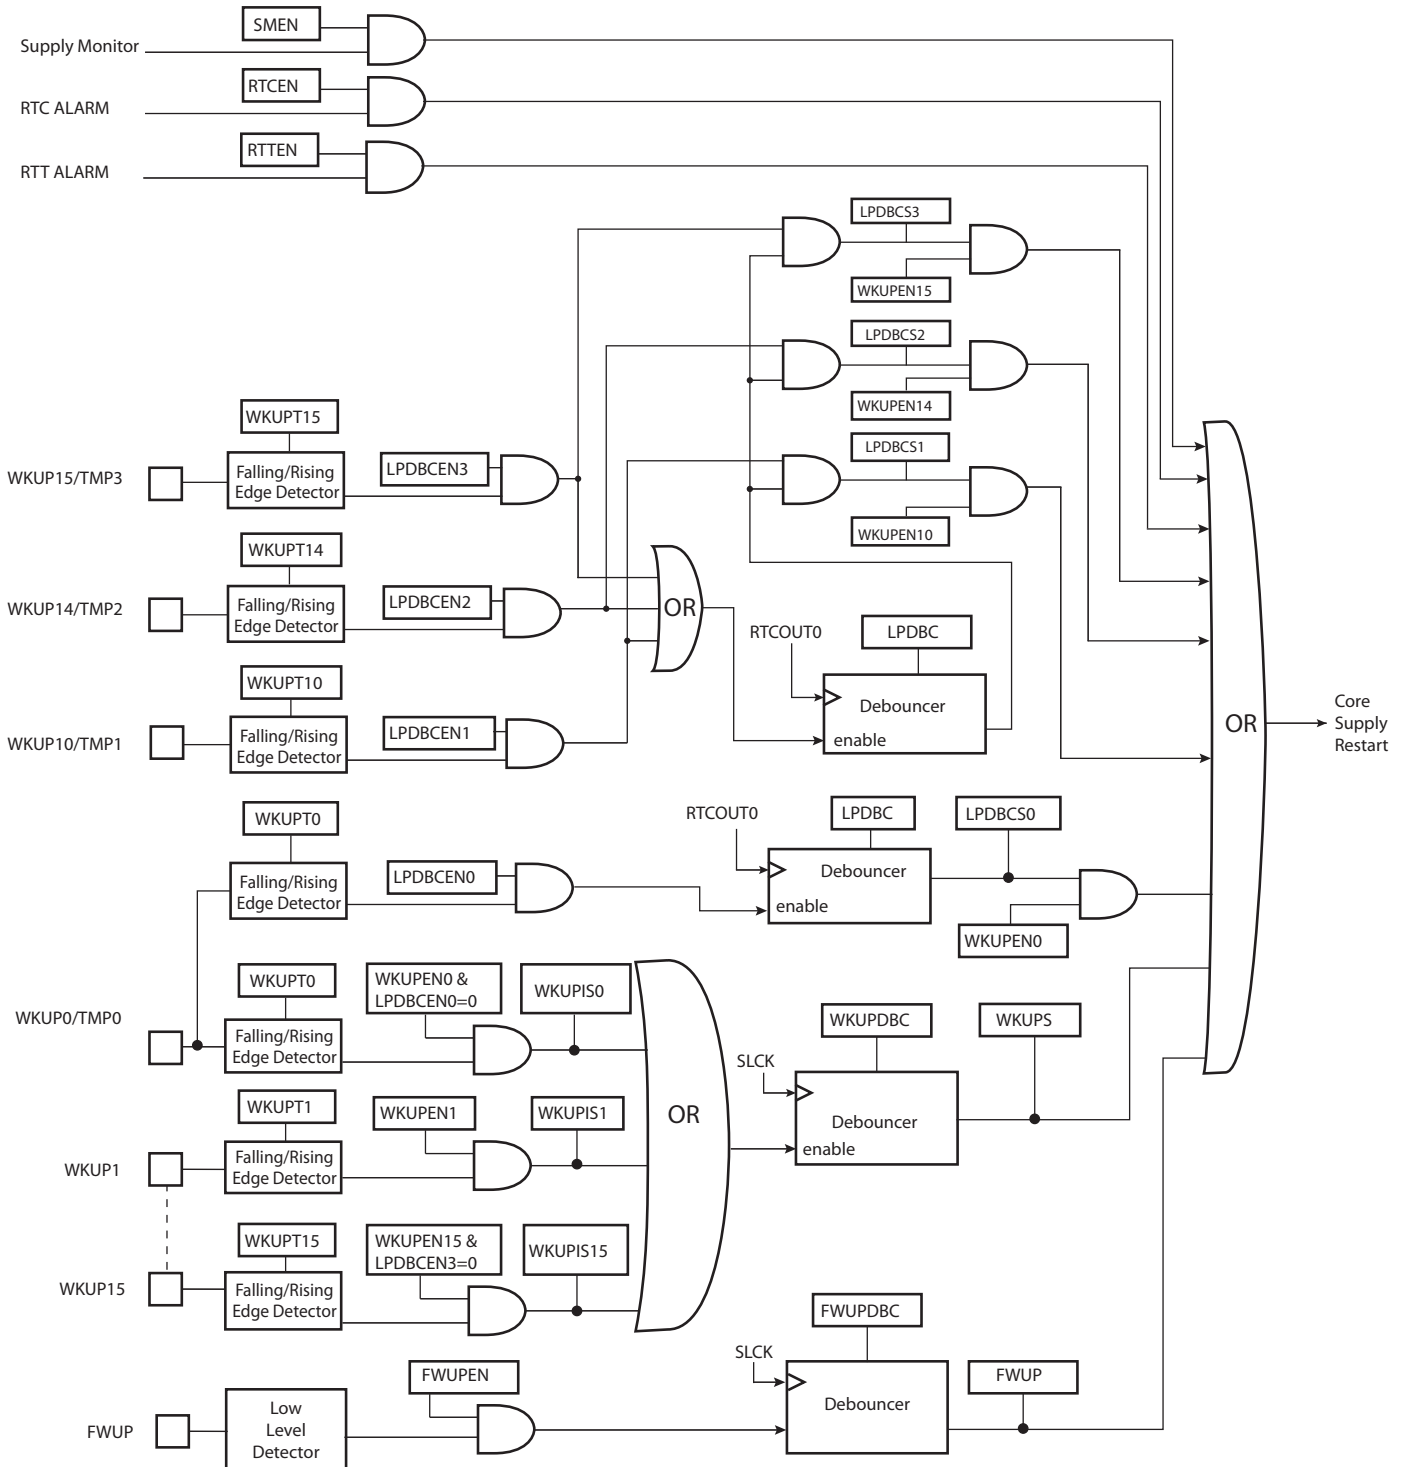 SMEN
Supply Monitor
RTCEN
RTC ALARM
RTTEN
RTT ALARM
LPDBCS3
WKUPEN15
LPDBCS2
WKUPEN14
LPDBCS1
WKUPEN10
WKUPT15
WKUP15/TMP3
Falling/Rising
Edge Detector
LPDBCEN3
WKUPT14
WKUP14/TMP2
Falling/Rising
Edge Detector
LPDBCEN2
OR
RTCOUT0
LPDBC
Debouncer
enable
WKUPT10
WKUP10/TMP1
Falling/Rising
Edge Detector
LPDBCEN1
OR
Core
Supply
Restart
WKUPT0
Falling/Rising
Edge Detector
LPDBCEN0
RTCOUT0
LPDBC
Debouncer
enable
LPDBCS0
WKUPEN0
WKUP0/TMP0
WKUPT0
Falling/Rising
Edge Detector
WKUPEN0 &
LPDBCEN0=0
WKUPIS0
OR
SLCK
WKUPDBC
Debouncer
enable
WKUPS
WKUP1
WKUPT1
Falling/Rising
Edge Detector
WKUPEN1
WKUPIS1
WKUP15
WKUPT15
Falling/Rising
Edge Detector
WKUPEN15 &
LPDBCEN3=0
WKUPIS15
FWUP
Low
Level
Detector
FWUPEN
SLCK
FWUPDBC
Debouncer
FWUP